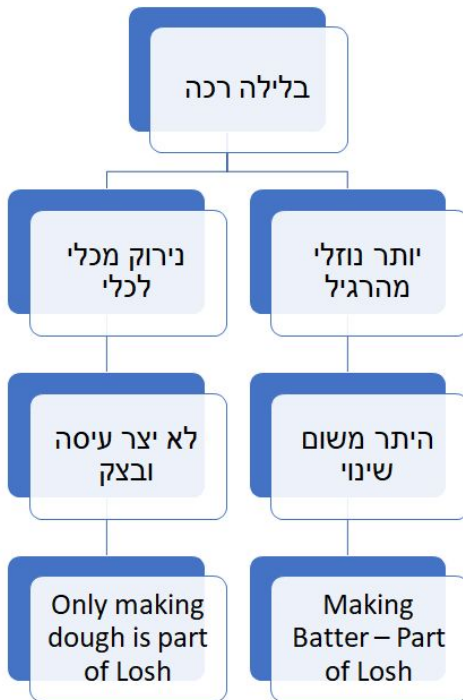 בלילה רכה
נירוק מכלי
לכלי
יותר נוזלי
מהרגיל
לא יצר עיסה
ובצק
היתר משום
שינוי
Only making
dough is part
of Losh
Making
Batter – Part
of Losh